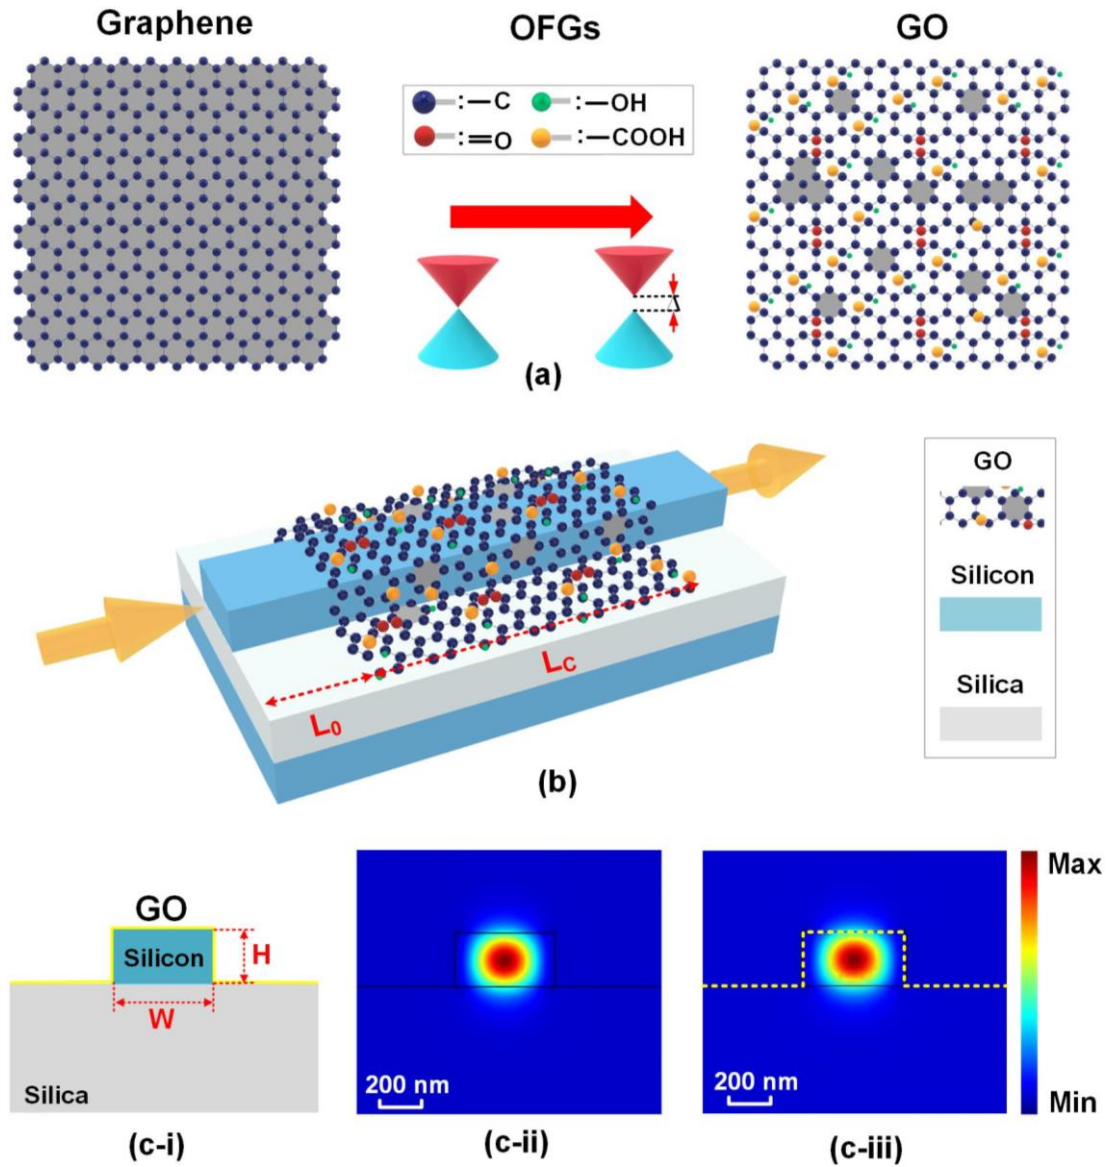 Graphene
OFGs
GO
:—C
:—OH
:=O
:—COOH
Δ
(a)
GO
Silicon
Silica
L0
LC
(b)
GO
Silicon
H
W
Silica
200 nm
200 nm
Max
Min
(c-i)
(c-ii)
(c-iii)